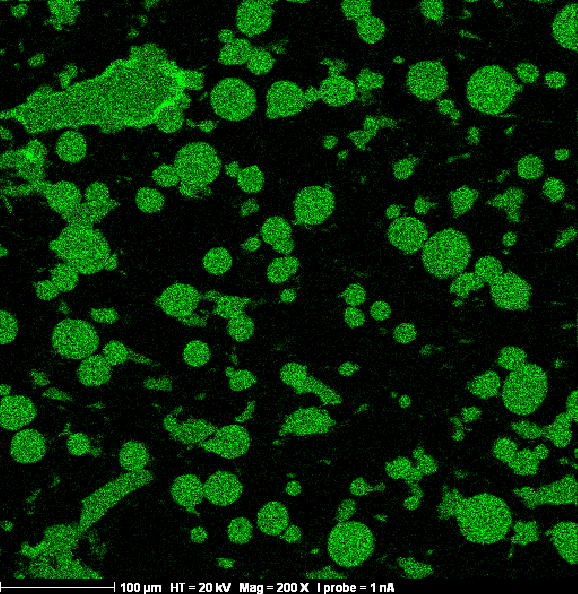 100 µm HT = 20 kV Mag = 200 X I probe = 1 nA